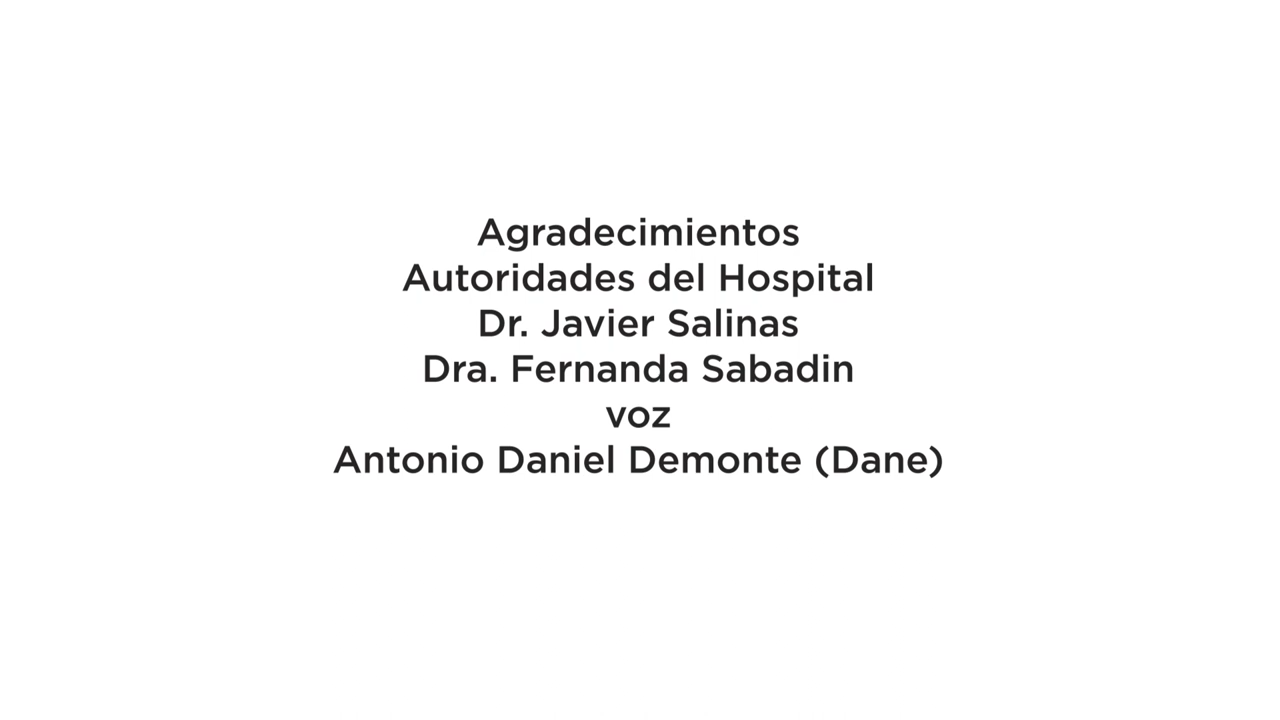 Agradecimientos
Autoridades del Hospital
Dr. Javier Salinas
Dra. Fernanda Sabadin
voz
Antonio Daniel Demonte (Dane)